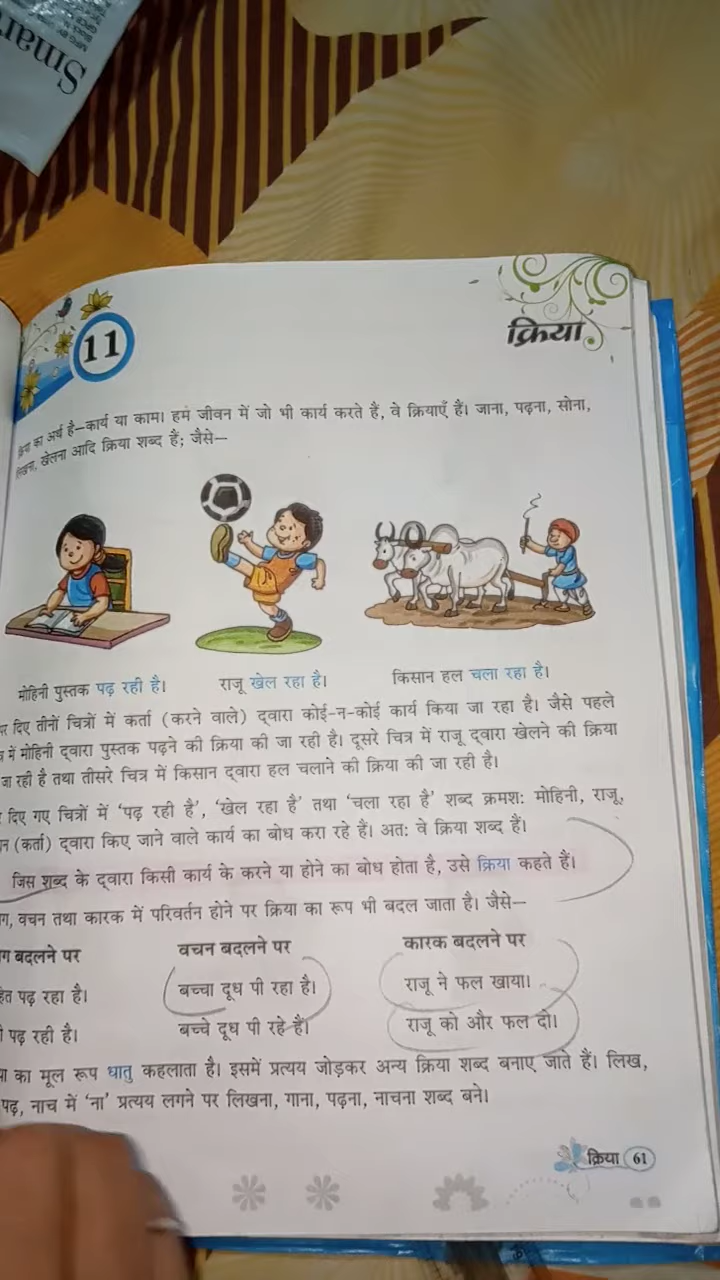 Smar
11
क्रिया
का अर्थ है–कार्य या काम। हम जीवन में जो भी कार्य करते हैं, वे क्रियाएँ हैं। जाना, पढ़ना, सोना,
लिखना, खेलना आदि क्रिया शब्द हैं; जैसे–
मोहिनी पुस्तक पढ़ रही है। राजू खेल रहा है। किसान हल चला रहा है।
पर दिए तीनों चित्रों में कर्ता (करने वाले) द्वारा कोई-न-कोई कार्य किया जा रहा है। जैसे पहले
में मोहिनी द्वारा पुस्तक पढ़ने की क्रिया की जा रही है। दूसरे चित्र में राजू द्वारा खेलने की क्रिया
जा रही है तथा तीसरे चित्र में किसान द्वारा हल चलाने की क्रिया की जा रही है।
दिए गए चित्रों में 'पढ़ रही है', 'खेल रहा है' तथा 'चला रहा है' शब्द क्रमश: मोहिनी, राजू,
न (कर्ता) द्वारा किए जाने वाले कार्य का बोध करा रहे हैं। अत: वे क्रिया शब्द हैं।
जिस शब्द के द्वारा किसी कार्य के करने या होने का बोध होता है, उसे क्रिया कहते हैं।
ग, वचन तथा कारक में परिवर्तन होने पर क्रिया का रूप भी बदल जाता है। जैसे–
ग बदलने पर वचन बदलने पर कारक बदलने पर
हित पढ़ रहा है। बच्चा दूध पी रहा है। राजू ने फल खाया।
पढ़ रही है। बच्चे दूध पी रहे हैं। राजू को और फल दो।
या का मूल रूप धातु कहलाता है। इसमें प्रत्यय जोड़कर अन्य क्रिया शब्द बनाए जाते हैं। लिख,
पढ़, नाच में 'ना' प्रत्यय लगने पर लिखना, गाना, पढ़ना, नाचना शब्द बने।
क्रिया 61